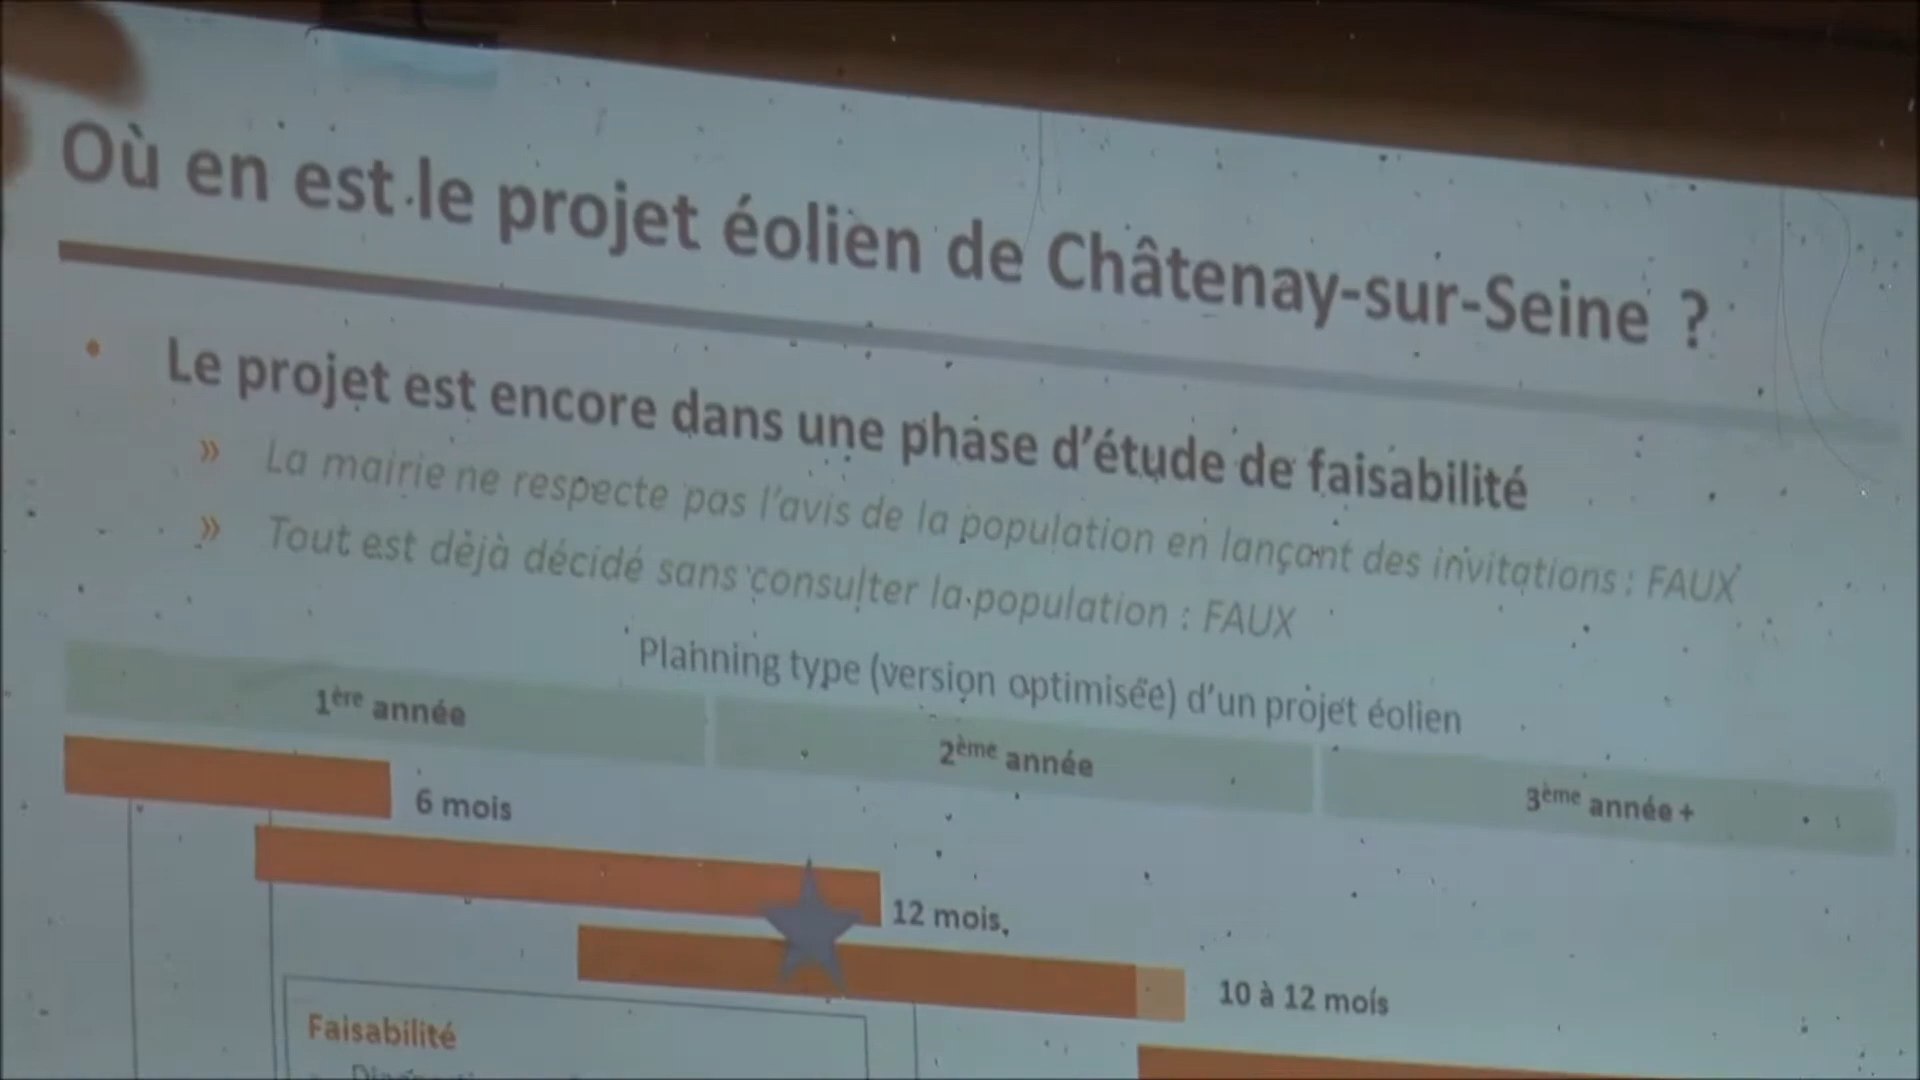 Où en est le projet éolien de Châtenay-sur-Seine ?
• Le projet est encore dans une phase d'étude de faisabilité
» La mairie ne respecte pas l'avis de la population en lançant des invitations : FAUX
» Tout est déjà décidé sans consulter la population : FAUX
Planning type (version optimisée) d'un projet éolien
1ère année
2ème année
3ème année +
6 mois
12 mois
10 à 12 mois
Faisabilité